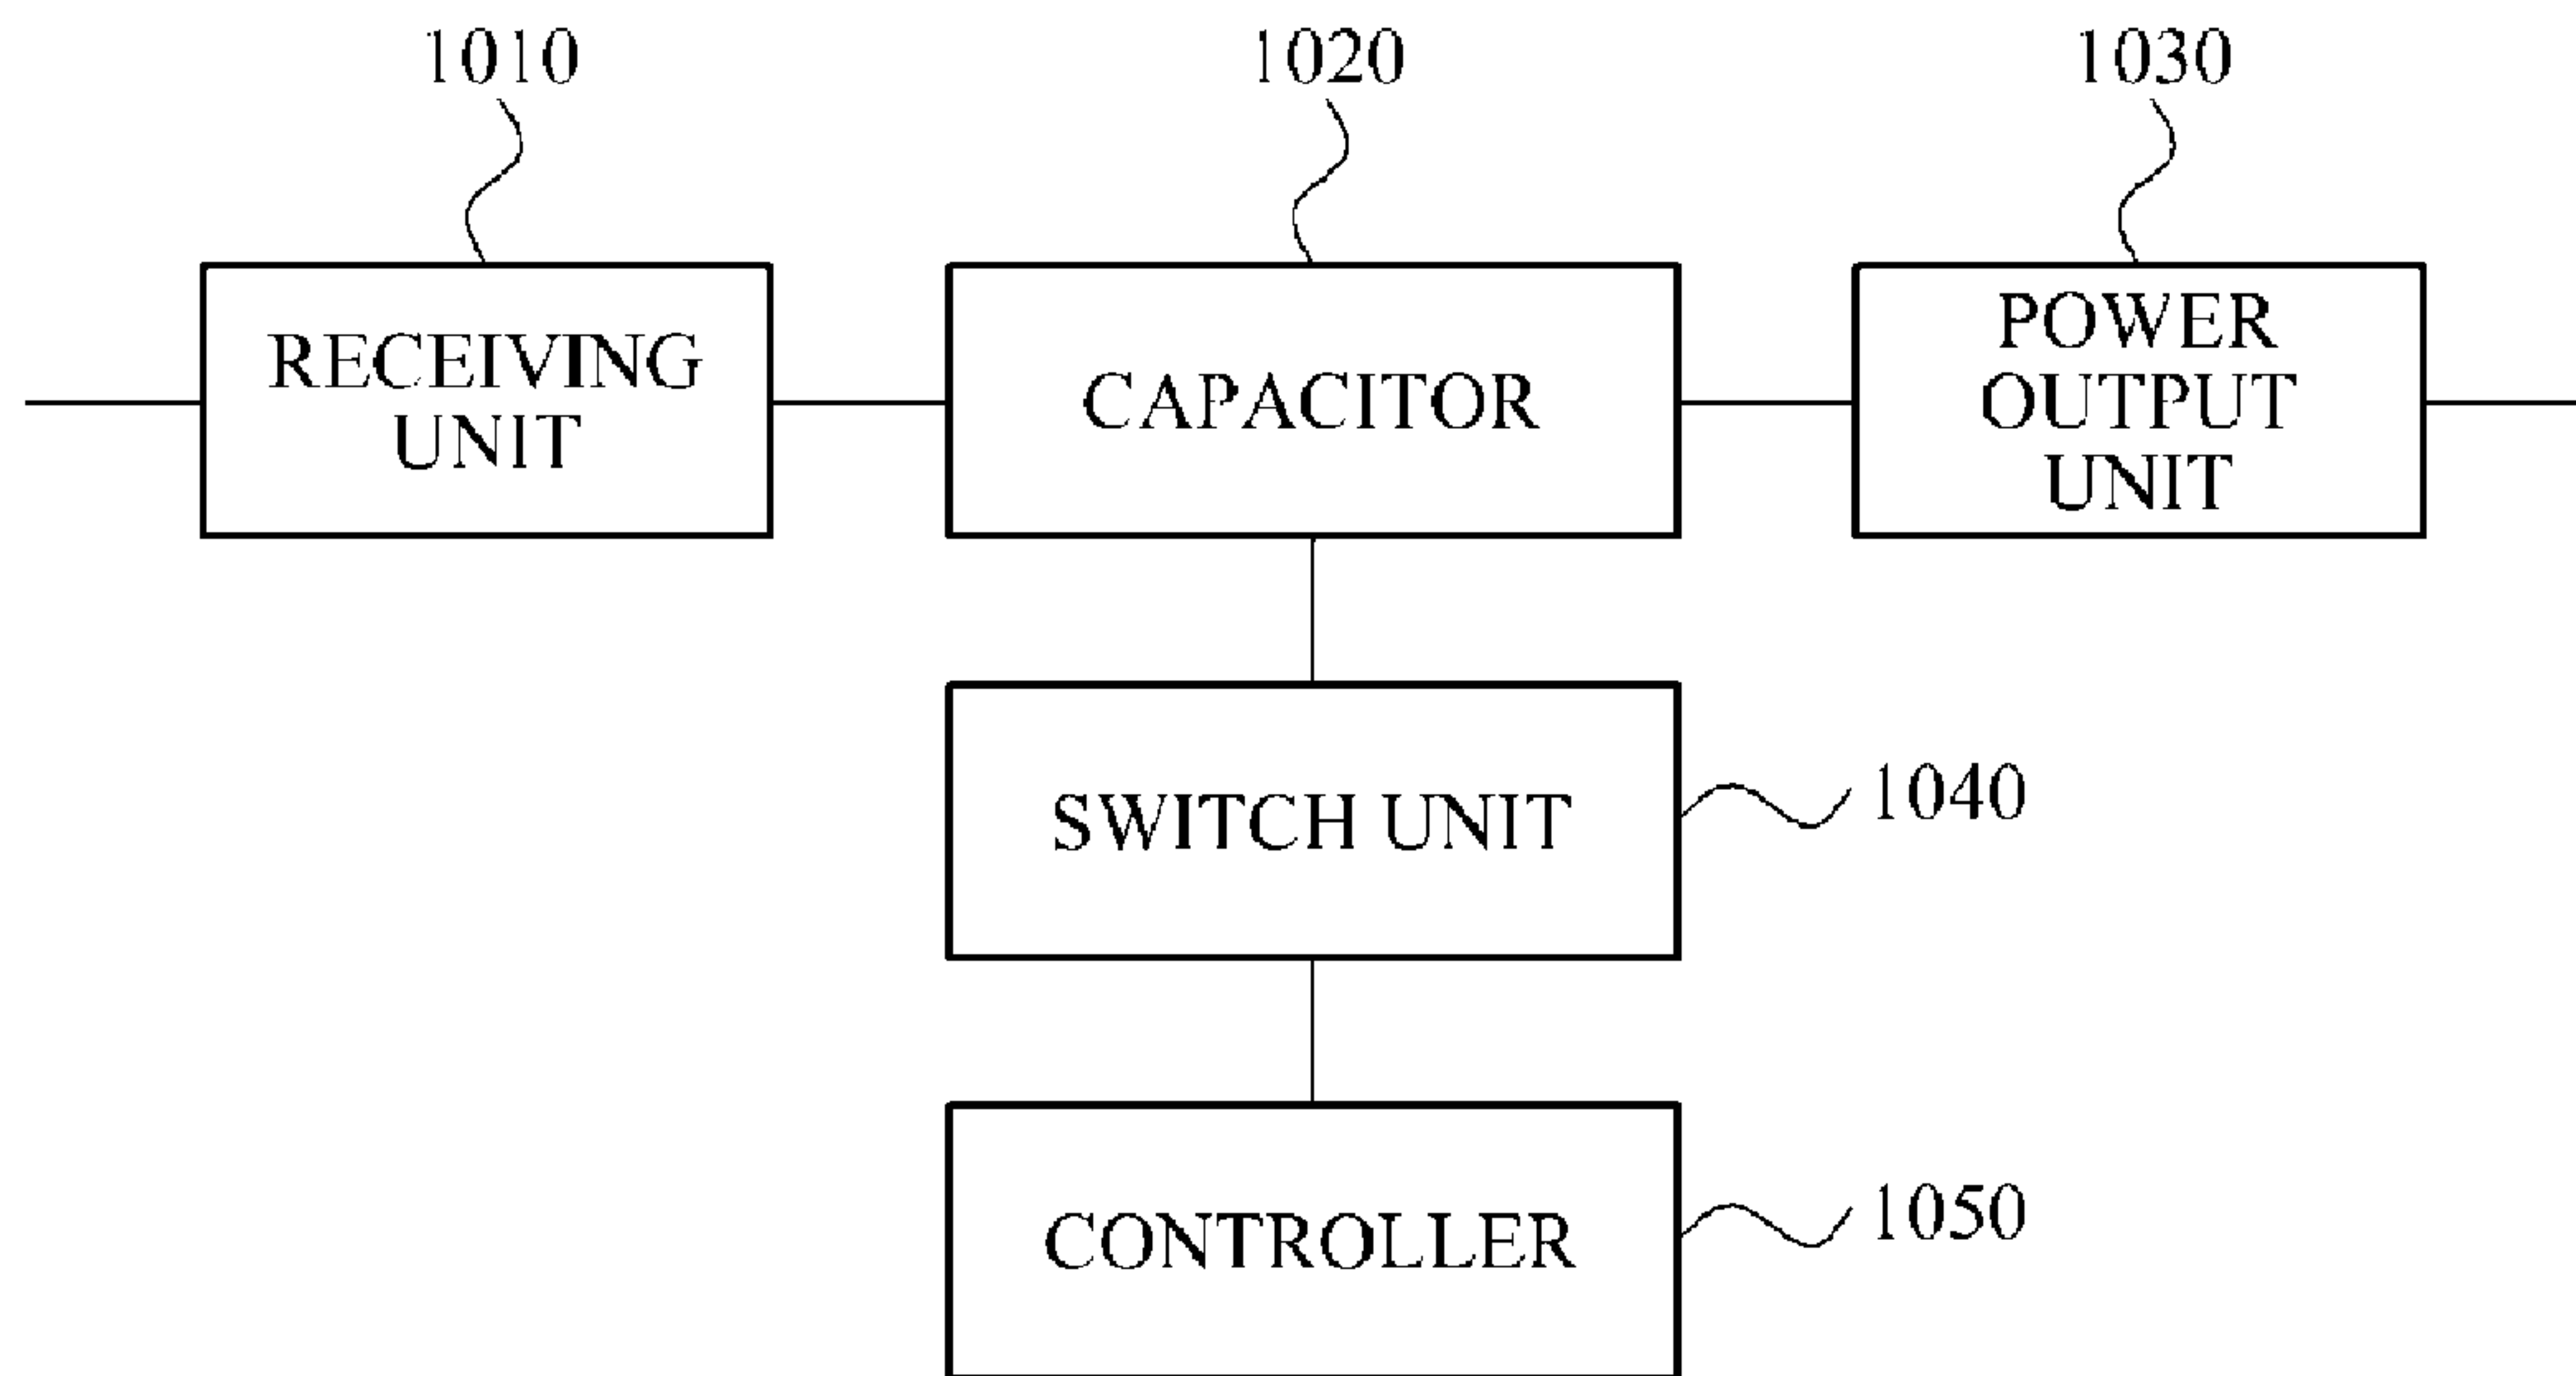 1010
1020
1030
RECEIVING
UNIT
CAPACITOR
POWER
OUTPUT
UNIT
SWITCH UNIT
1040
CONTROLLER
1050